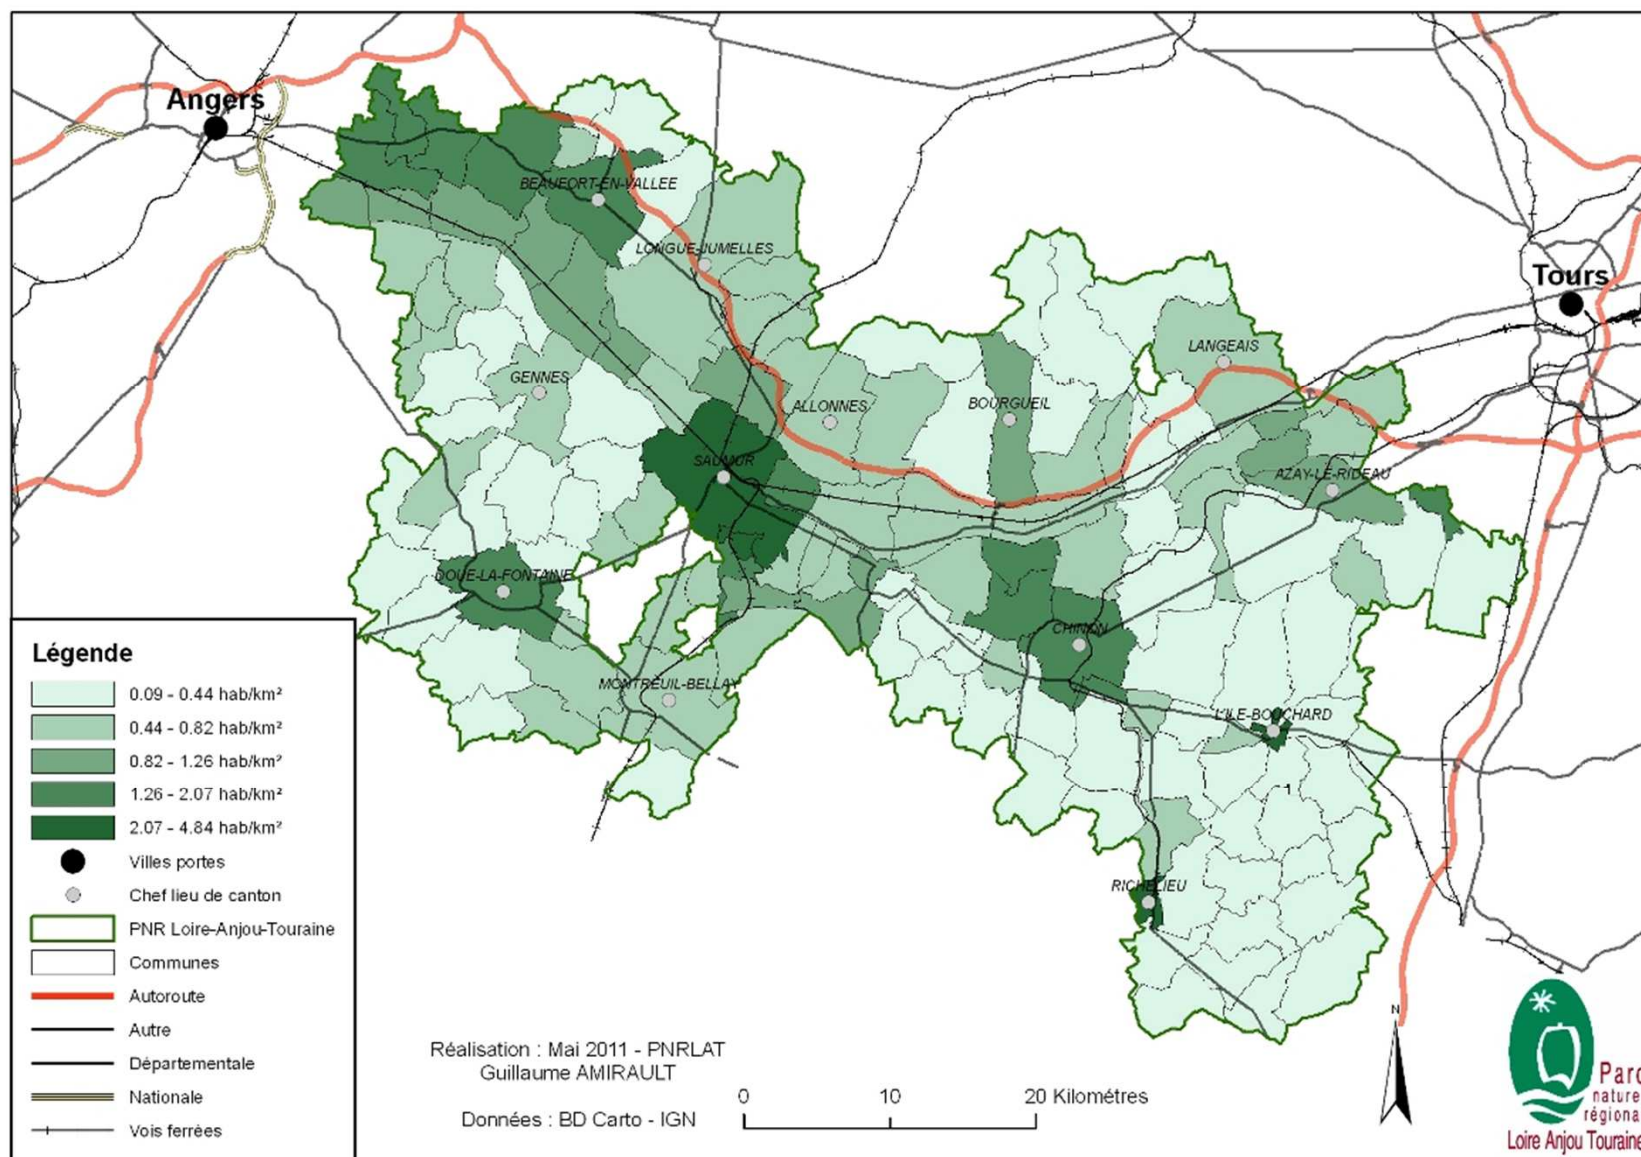 Angers
BEAUFORT-EN-VALLEE
LONGUE-JUMELLES
Tours
LANGEAIS
GENNES
ALLONNES
BOURGUEIL
SAUMUR
AZAY-LE-RIDEAU
DOUE-LA-FONTAINE
CHINON
MONTREUIL-BELLAY
L'ILE-BOUCHARD
RICHELIEU
Légende
0.09 - 0.44 hab/km²
0.44 - 0.82 hab/km²
0.82 - 1.26 hab/km²
1.26 - 2.07 hab/km²
2.07 - 4.84 hab/km²
Villes portes
Chef lieu de canton
PNR Loire-Anjou-Touraine
Communes
Autoroute
Autre
Départementale
Nationale
Vois ferrées
Réalisation : Mai 2011 - PNRLAT
Guillaume AMIRAULT
Données : BD Carto - IGN
0 10 20 Kilométres
N
Parc
nature
régiona
Loire Anjou Touraine